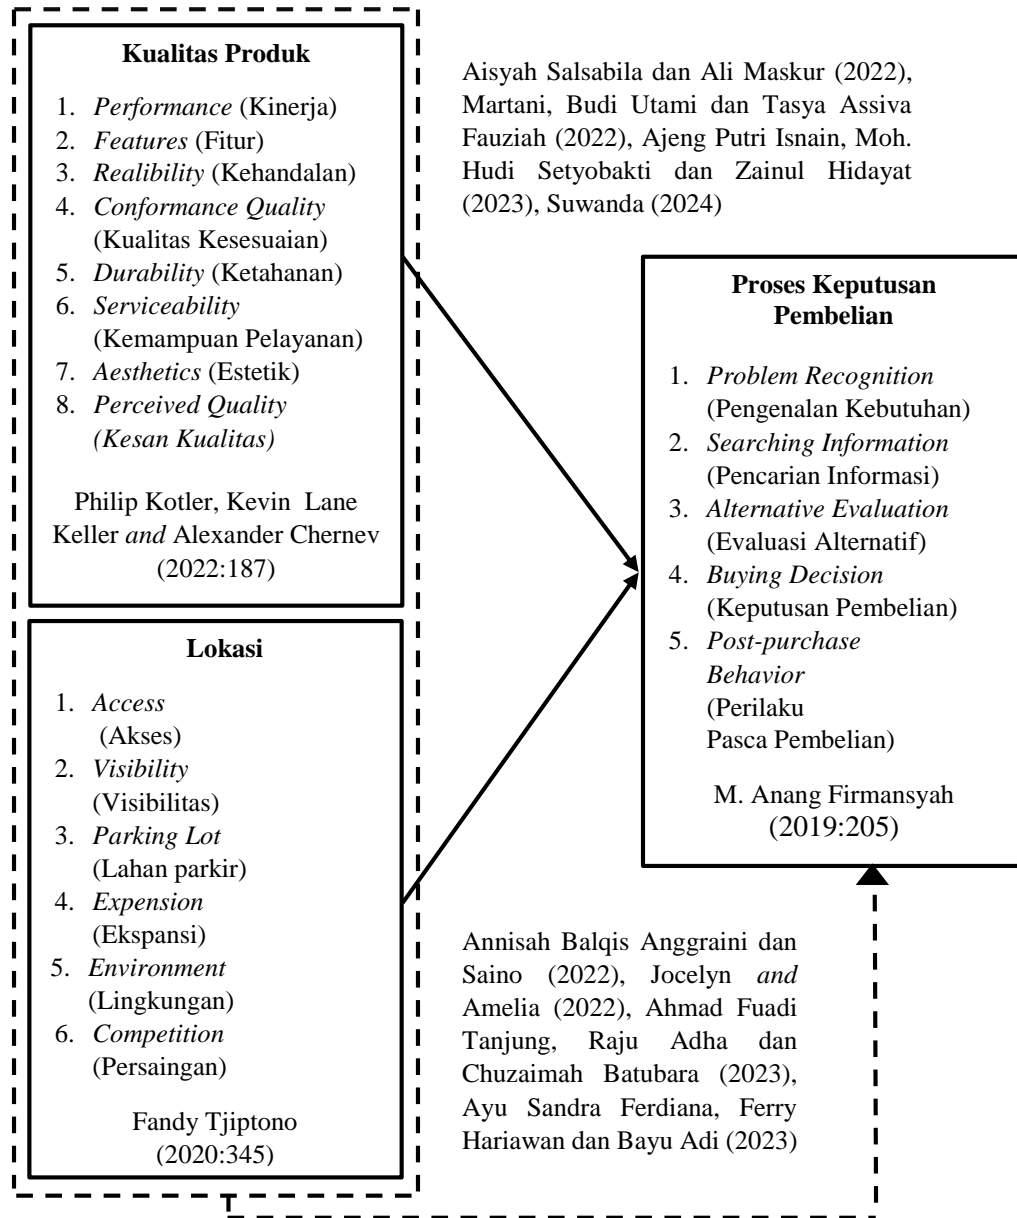 Kualitas Produk
1. Performance (Kinerja)
2. Features (Fitur)
3. Realibility (Kehandalan)
4. Conformance Quality
(Kualitas Kesesuaian)
5. Durability (Ketahanan)
6. Serviceability
(Kemampuan Pelayanan)
7. Aesthetics (Estetik)
8. Perceived Quality
(Kesan Kualitas)
Philip Kotler, Kevin Lane
Keller and Alexander Chernev
(2022:187)
Aisyah Salsabila dan Ali Maskur (2022),
Martani, Budi Utami dan Tasya Assiva
Fauziah (2022), Ajeng Putri Isnain, Moh.
Hudi Setyobakti dan Zainul Hidayat
(2023), Suwanda (2024)
Proses Keputusan
Pembelian
1. Problem Recognition
(Pengenalan Kebutuhan)
2. Searching Information
(Pencarian Informasi)
3. Alternative Evaluation
(Evaluasi Alternatif)
4. Buying Decision
(Keputusan Pembelian)
5. Post-purchase
Behavior
(Perilaku
Pasca Pembelian)
M. Anang Firmansyah
(2019:205)
Lokasi
1. Access
(Akses)
2. Visibility
(Visibilitas)
3. Parking Lot
(Lahan parkir)
4. Expension
(Ekspansi)
5. Environment
(Lingkungan)
6. Competition
(Persaingan)
Fandy Tjiptono
(2020:345)
Annisah Balqis Anggraini dan
Saino (2022), Jocelyn and
Amelia (2022), Ahmad Fuadi
Tanjung, Raju Adha dan
Chuzaimah Batubara (2023),
Ayu Sandra Ferdiana, Ferry
Hariawan dan Bayu Adi (2023)